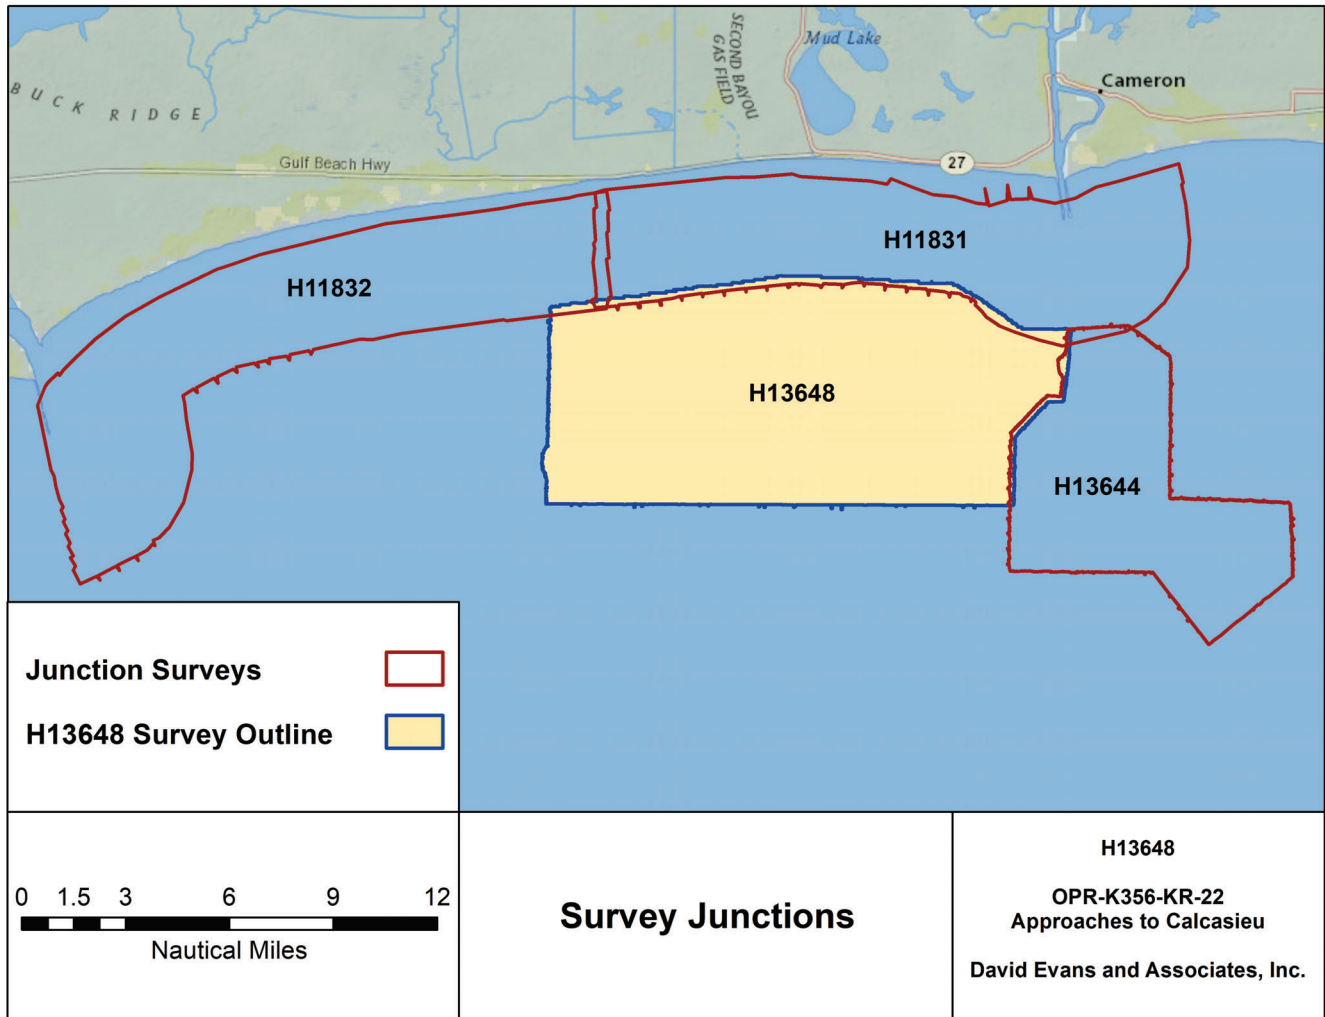 BUCK RIDGE
SECOND BAYOU
GAS FIELD
Mud Lake
Cameron
Gulf Beach Hwy
27
H11831
H11832
H13648
H13644
Junction Surveys
H13648 Survey Outline
0 1.5 3 6 9 12
Nautical Miles
Survey Junctions
H13648
OPR-K356-KR-22
Approaches to Calcasieu
David Evans and Associates, Inc.